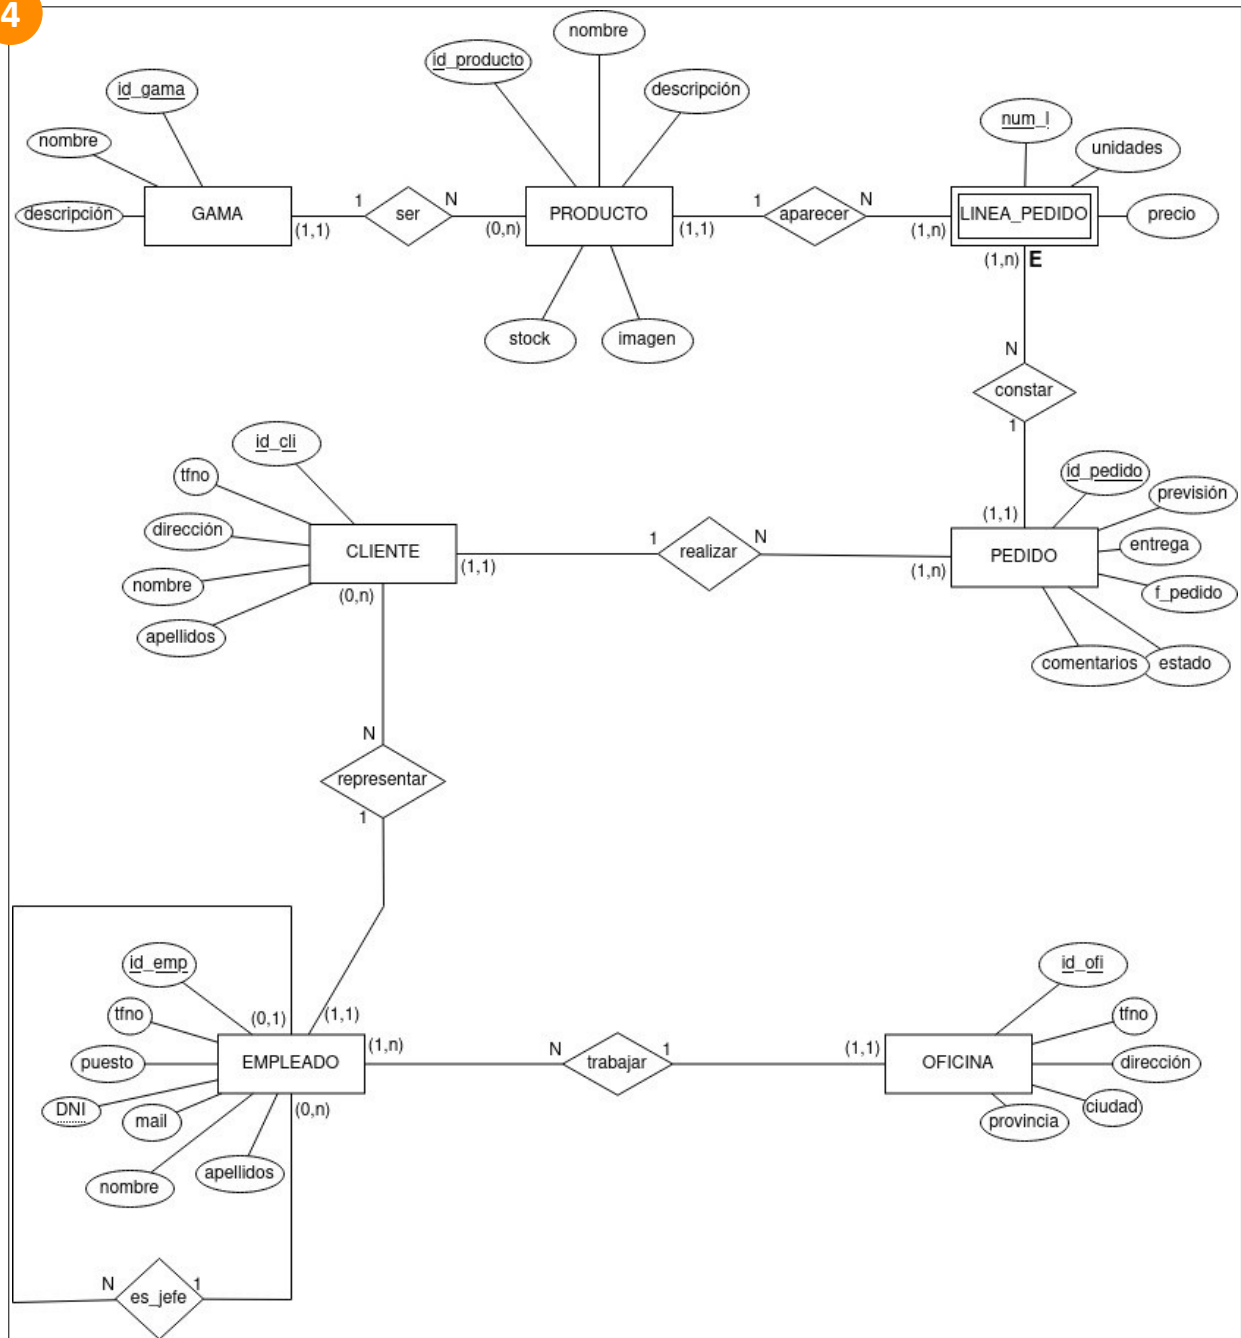 4
nombre
id_producto
descripción
id_gama
nombre
descripción
GAMA
(1,1)
1
ser
N
(0,n)
PRODUCTO
(1,1)
1
aparecer
N
(1,n)
LINEA_PEDIDO
num_l
unidades
precio
stock
imagen
(1,n)
E
N
constar
1
(1,1)
id_cli
tfno
dirección
nombre
apellidos
CLIENTE
(1,1)
(0,n)
1
realizar
N
(1,n)
PEDIDO
id_pedido
previsión
entrega
f_pedido
estado
comentarios
N
representar
1
(1,1)
id_emp
tfno
puesto
DNI
mail
nombre
apellidos
(0,1)
EMPLEADO
(1,n)
(0,n)
N
trabajar
1
(1,1)
OFICINA
id_ofi
tfno
dirección
ciudad
provincia
N
es_jefe
1